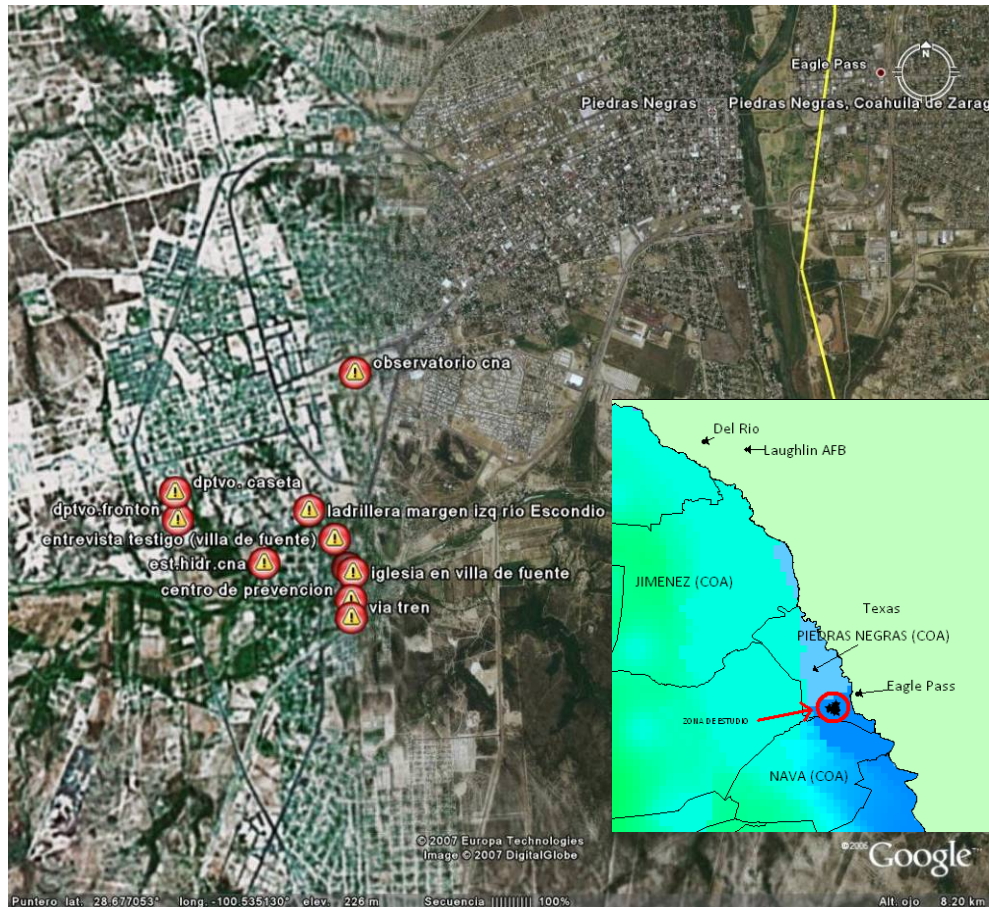 Eagle Pass
N
Piedras Negras
Piedras Negras, Coahuila de Zarag
observatorio cna
dptvo. caseta
dptvo.fronton
ladrillera margen izq rio Escondio
entrevista testigo (villa de fuente)
est.hidr.cna
iglesia en villa de fuente
centro de prevencion
via tren
Del Rio
Laughlin AFB
JIMENEZ (COA)
Texas
PIEDRAS NEGRAS (COA)
Eagle Pass
ZONA DE ESTUDIO
NAVA (COA)
© 2007 Europa Technologies
Image © 2007 DigitalGlobe
©2006 Google™
Puntero lat. 28.677053° long. -100.535130° elev. 226 m Secuencia |||||||||| 100% Alt. ojo 8.20 km